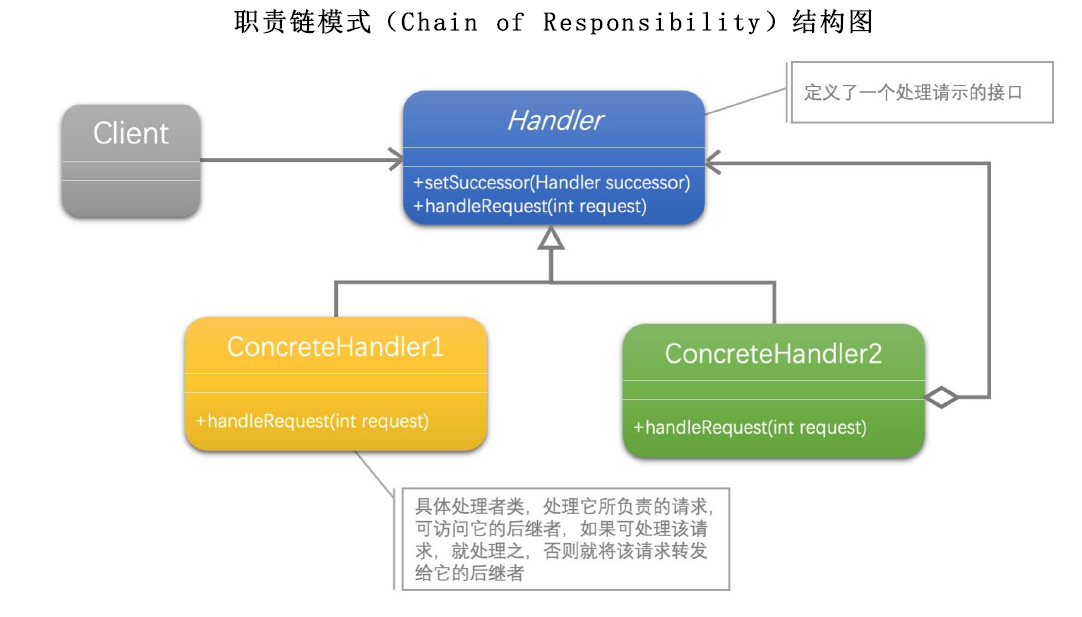 职责链模式（Chain of Responsibility）结构图
定义了一个处理请示的接口
Client
Handler
+setSuccessor(Handler successor)
+handleRequest(int request)
ConcreteHandler1
+handleRequest(int request)
ConcreteHandler2
+handleRequest(int request)
具体处理者类，处理它所负责的请求，
可访问它的后继者，如果可处理该请
求，就处理之，否则就将该请求转发
给它的后继者